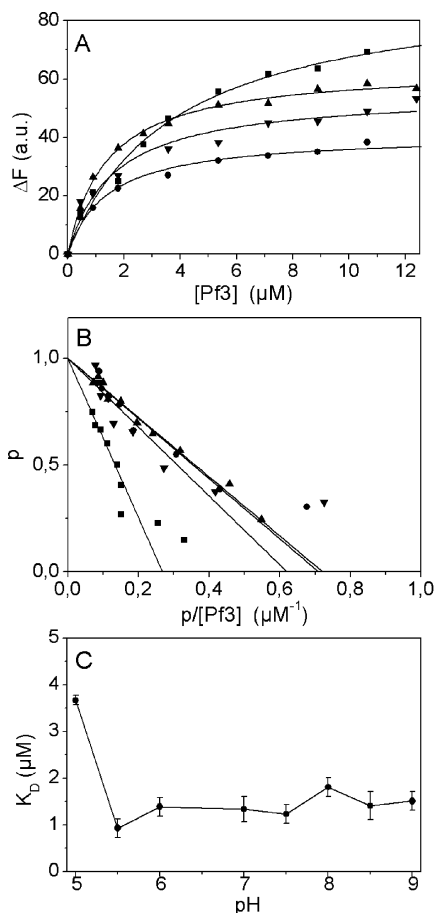 A
80
60
40
20
0
ΔF (a.u.)
0 2 4 6 8 10 12
[Pf3] (µM)
B
1,0
0,5
0,0
p
0,0 0,2 0,4 0,6 0,8 1,0
p/[Pf3] (µM⁻¹)
C
5
4
3
2
1
0
K_D (µM)
5 6 7 8 9
pH